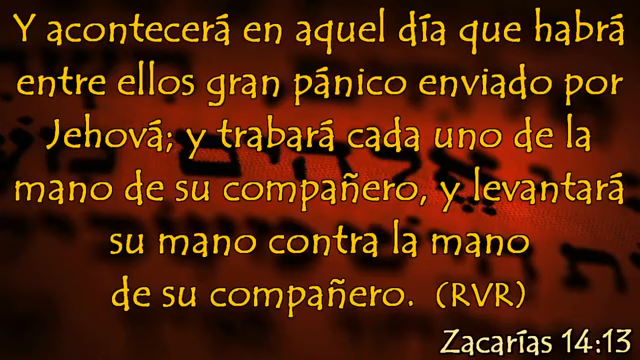 Y acontecerá en aquel día que habrá
entre ellos gran pánico enviado por
Jehová; y trabará cada uno de la
mano de su compañero, y levantará
su mano contra la mano
de su compañero. (RVR)
Zacarías 14:13